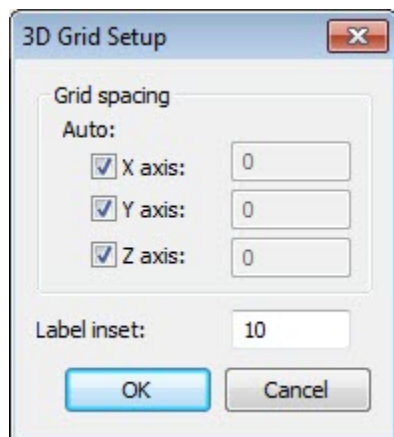 3D Grid Setup
Grid spacing
Auto:
X axis: 0
Y axis: 0
Z axis: 0
Label inset: 10
OK Cancel